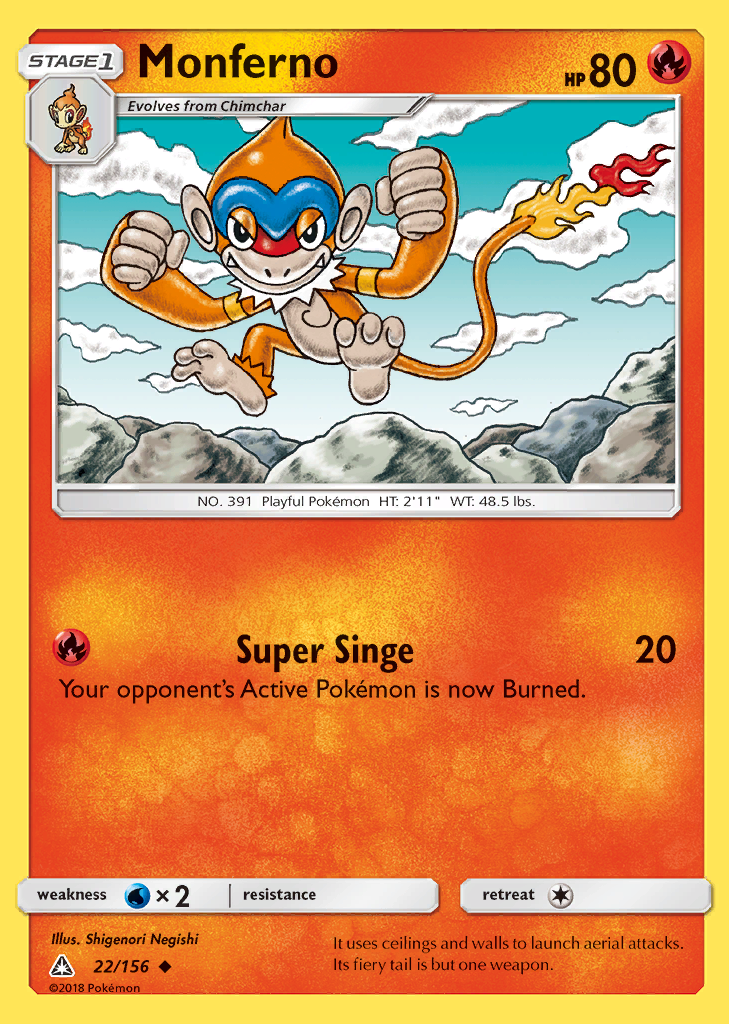 STAGE1
Monferno
HP 80
Evolves from Chimchar
NO. 391 Playful Pokémon HT: 2'11" WT: 48.5 lbs.
Super Singe 20
Your opponent's Active Pokémon is now Burned.
weakness ×2 resistance retreat
Illus. Shigenori Negishi
22/156 ◆
©2018 Pokémon
It uses ceilings and walls to launch aerial attacks.
Its fiery tail is but one weapon.